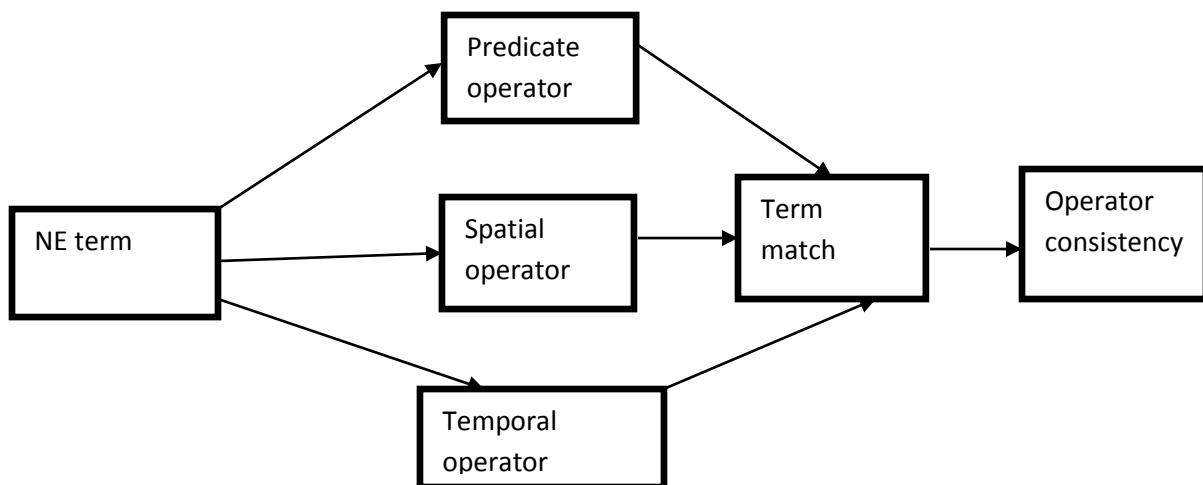 Predicate
operator
NE term
Spatial
operator
Term
match
Operator
consistency
Temporal
operator